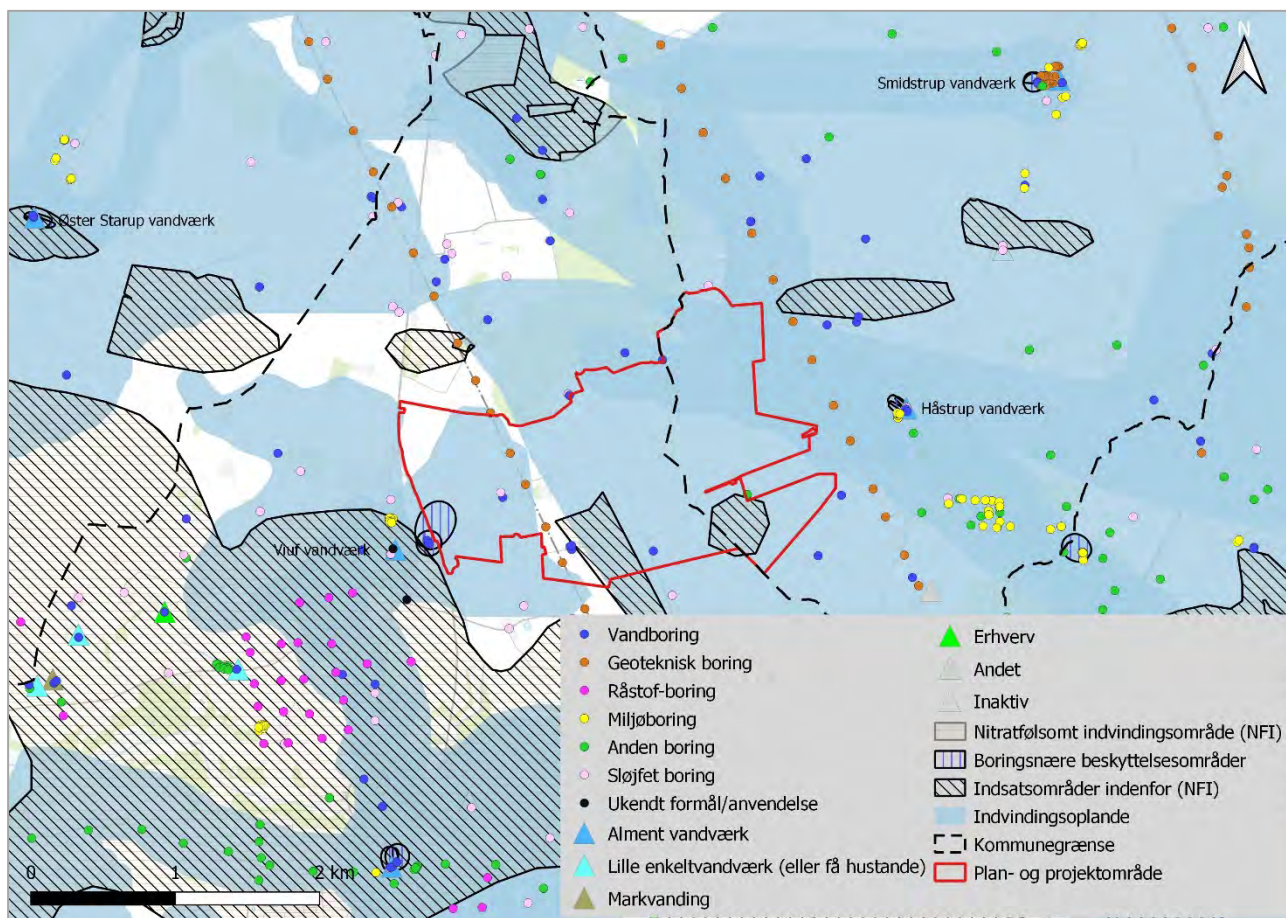 N
Smidstrup vandværk
Øster Starup vandværk
Håstrup vandværk
Viuf vandværk
0 1 2 km
Vandboring
Geoteknisk boring
Råstof-boring
Miljøboring
Anden boring
Sløjfet boring
Ukendt formål/anvendelse
Alment vandværk
Lille enkeltvandværk (eller få hustande)
Markvanding
Erhverv
Andet
Inaktiv
Nitratfølsomt indvindingsområde (NFI)
Boringsnære beskyttelsesområder
Indsatsområder indenfor (NFI)
Indvindingsoplande
Kommunegrænse
Plan- og projektområde